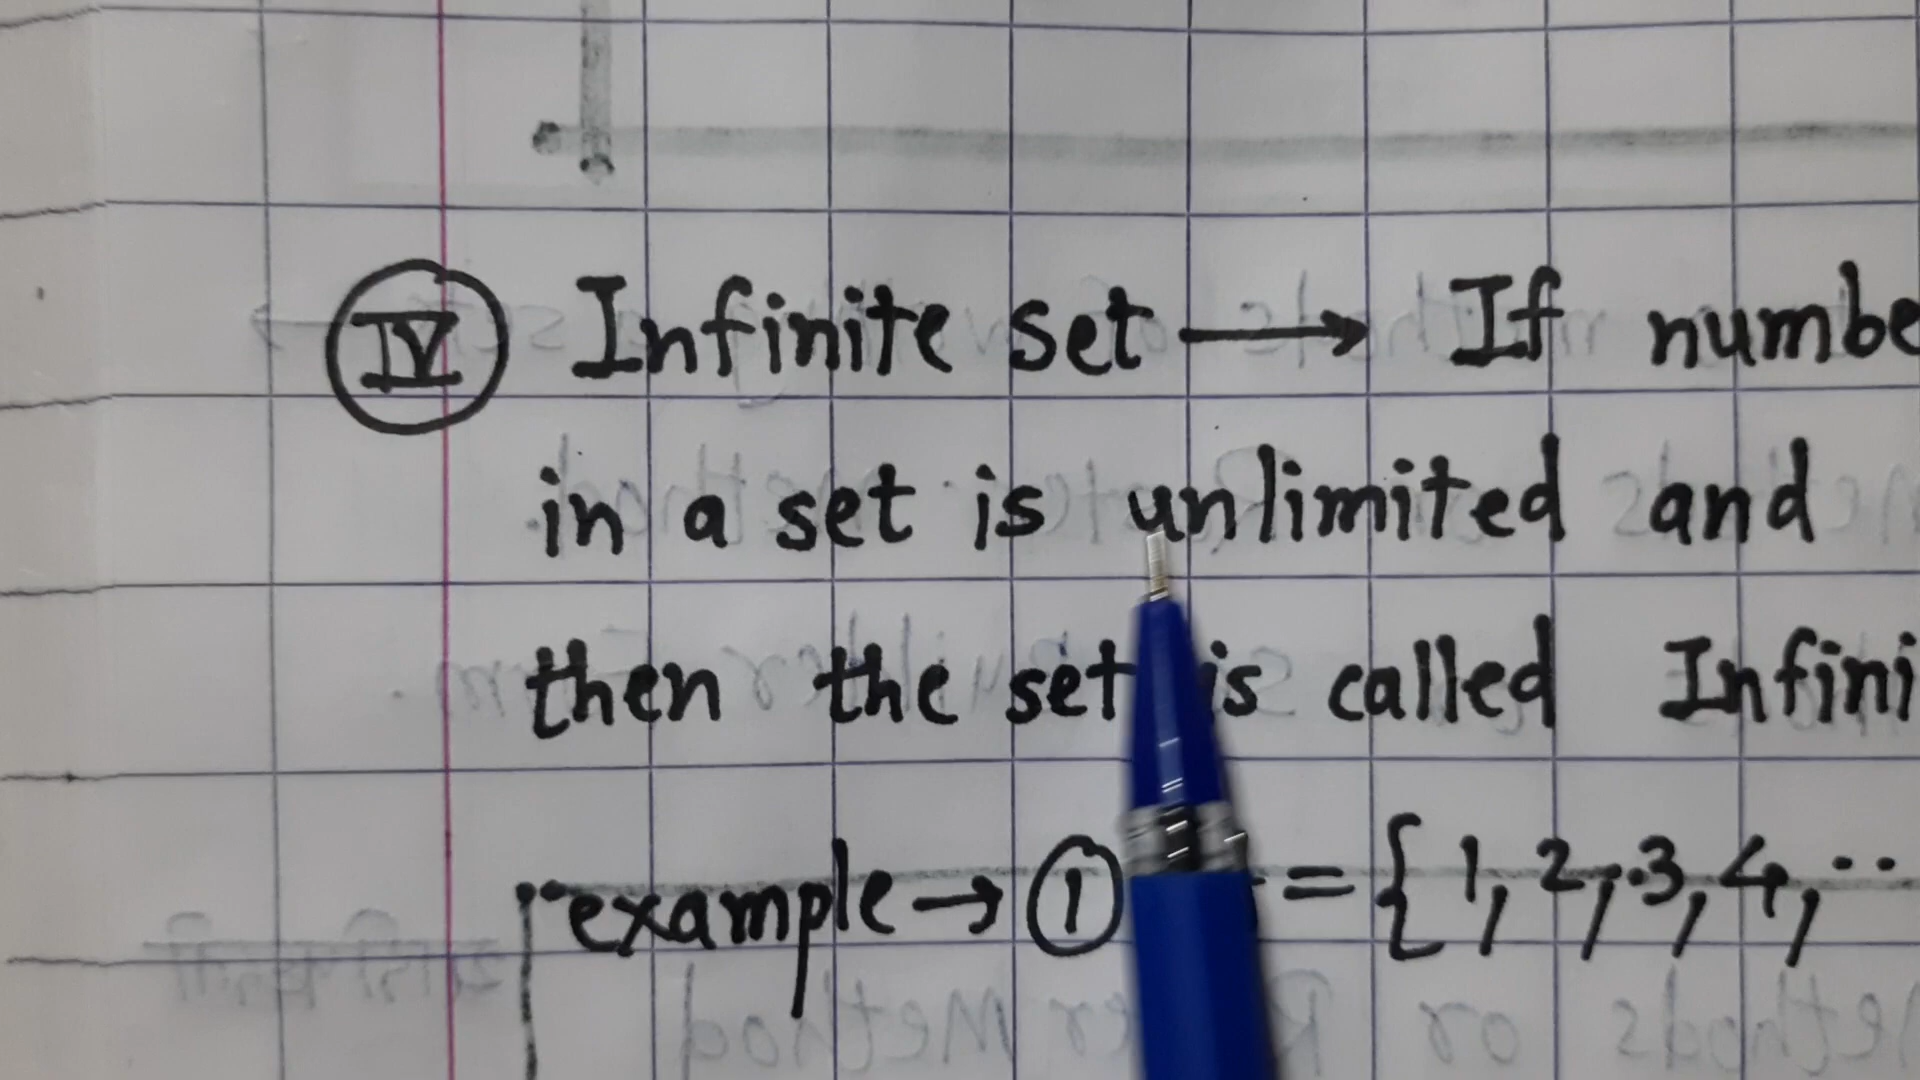 IV Infinite set → If numbe
in a set is unlimited and
then the set is called Infini
example → 1 = {1, 2, 3, 4, ..